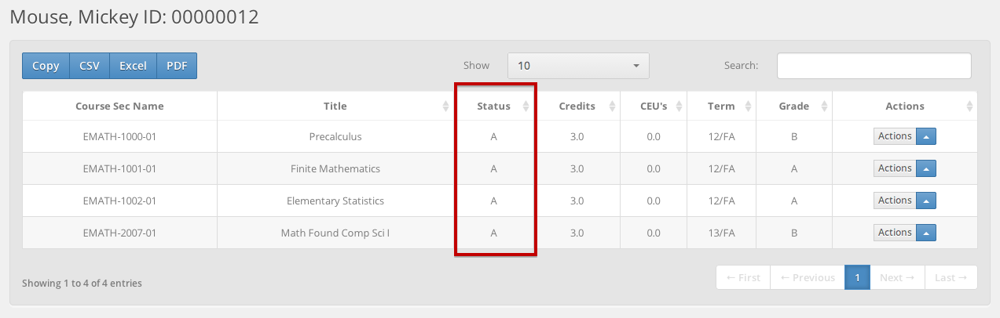 Mouse, Mickey ID: 00000012
Copy CSV Excel PDF Show 10 Search:
Course Sec Name Title Status Credits CEU's Term Grade Actions
EMATH-1000-01 Precalculus A 3.0 0.0 12/FA B Actions
EMATH-1001-01 Finite Mathematics A 3.0 0.0 12/FA A Actions
EMATH-1002-01 Elementary Statistics A 3.0 0.0 12/FA A Actions
EMATH-2007-01 Math Found Comp Sci I A 3.0 0.0 13/FA B Actions
Showing 1 to 4 of 4 entries ← First ← Previous 1 Next → Last →